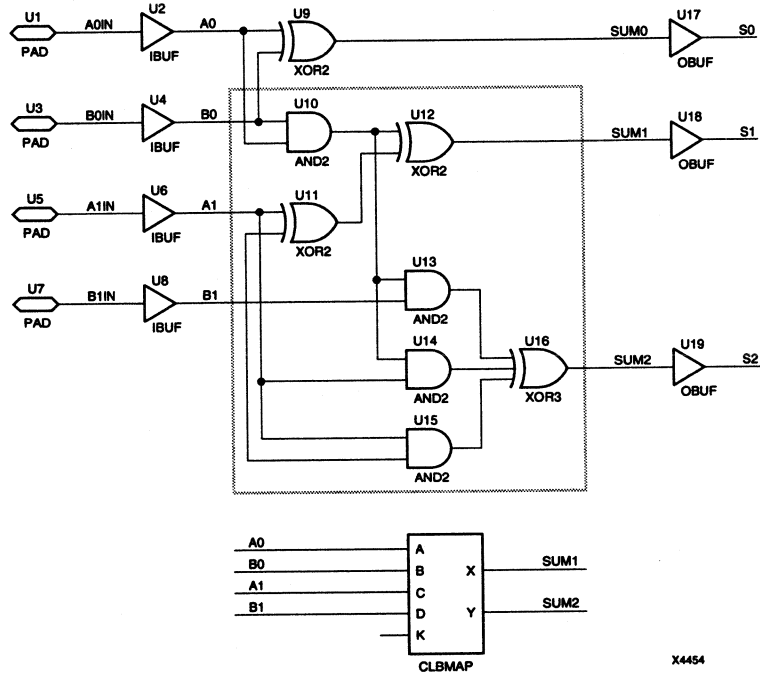 U1 A0IN U2 A0 U9 SUM0 U17 S0
PAD IBUF XOR2 OBUF
U3 B0IN U4 B0 U10 U12 SUM1 U18 S1
PAD IBUF AND2 XOR2 OBUF
U5 A1IN U6 A1 U11
PAD IBUF XOR2
U7 B1IN U8 B1 U13
PAD IBUF AND2
U14 U16 SUM2 U19 S2
AND2 XOR3 OBUF
U15
AND2
A0 A
B0 B X SUM1
A1 C
B1 D Y SUM2
K
CLBMAP
X4454